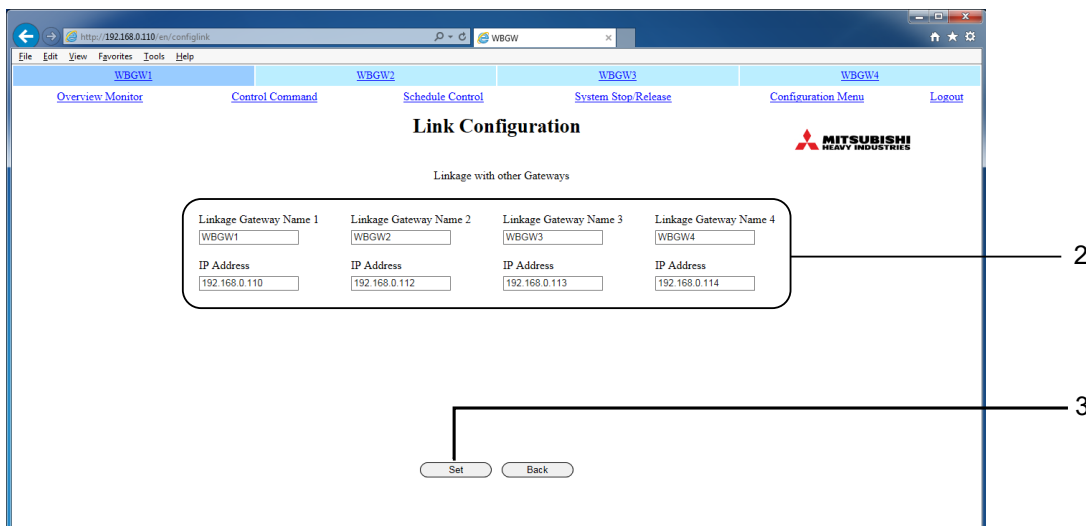 http://192.168.0.110/en/configlink
WBGW
File Edit View Favorites Tools Help
WBGW1 WBGW2 WBGW3 WBGW4
Overview Monitor Control Command Schedule Control System Stop/Release Configuration Menu Logout
Link Configuration
MITSUBISHI
HEAVY INDUSTRIES
Linkage with other Gateways
Linkage Gateway Name 1 Linkage Gateway Name 2 Linkage Gateway Name 3 Linkage Gateway Name 4
WBGW1 WBGW2 WBGW3 WBGW4
2
IP Address IP Address IP Address IP Address
192.168.0.110 192.168.0.112 192.168.0.113 192.168.0.114
3
Set Back